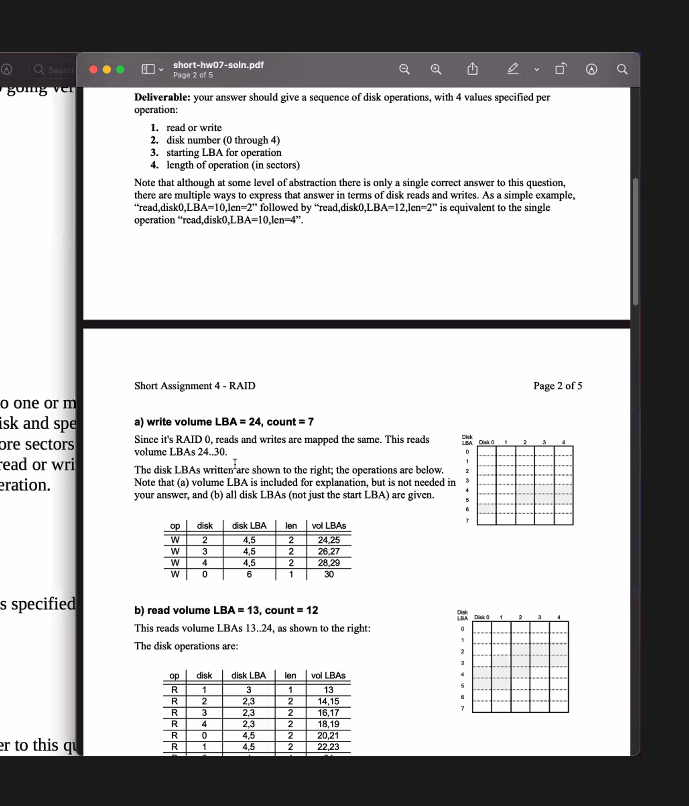 short-hw07-soln.pdf
Page 2 of 5
Deliverable: your answer should give a sequence of disk operations, with 4 values specified per
operation:
1. read or write
2. disk number (0 through 4)
3. starting LBA for operation
4. length of operation (in sectors)
Note that although at some level of abstraction there is only a single correct answer to this question,
there are multiple ways to express that answer in terms of disk reads and writes. As a simple example,
“read,disk0,LBA=10,len=2” followed by “read,disk0,LBA=12,len=2” is equivalent to the single
operation “read,disk0,LBA=10,len=4”.
o one or m
isk and spe
ore sectors
read or wri
eration.
s specified
er to this qu
Short Assignment 4 - RAID Page 2 of 5
a) write volume LBA = 24, count = 7
Since it's RAID 0, reads and writes are mapped the same. This reads
volume LBAs 24..30.
The disk LBAs written are shown to the right; the operations are below.
Note that (a) volume LBA is included for explanation, but is not needed in
your answer, and (b) all disk LBAs (not just the start LBA) are given.
Disk
LBA Disk 0 1 2 3 4
0
1
2
3
4
5
6
7
op disk disk LBA len vol LBAs
W 2 4,5 2 24,25
W 3 4,5 2 26,27
W 4 4,5 2 28,29
W 0 6 1 30
b) read volume LBA = 13, count = 12
This reads volume LBAs 13..24, as shown to the right:
The disk operations are:
Disk
LBA Disk 0 1 2 3 4
0
1
2
3
4
5
6
7
op disk disk LBA len vol LBAs
R 1 3 1 13
R 2 2,3 2 14,15
R 3 2,3 2 16,17
R 4 2,3 2 18,19
R 0 4,5 2 20,21
R 1 4,5 2 22,23